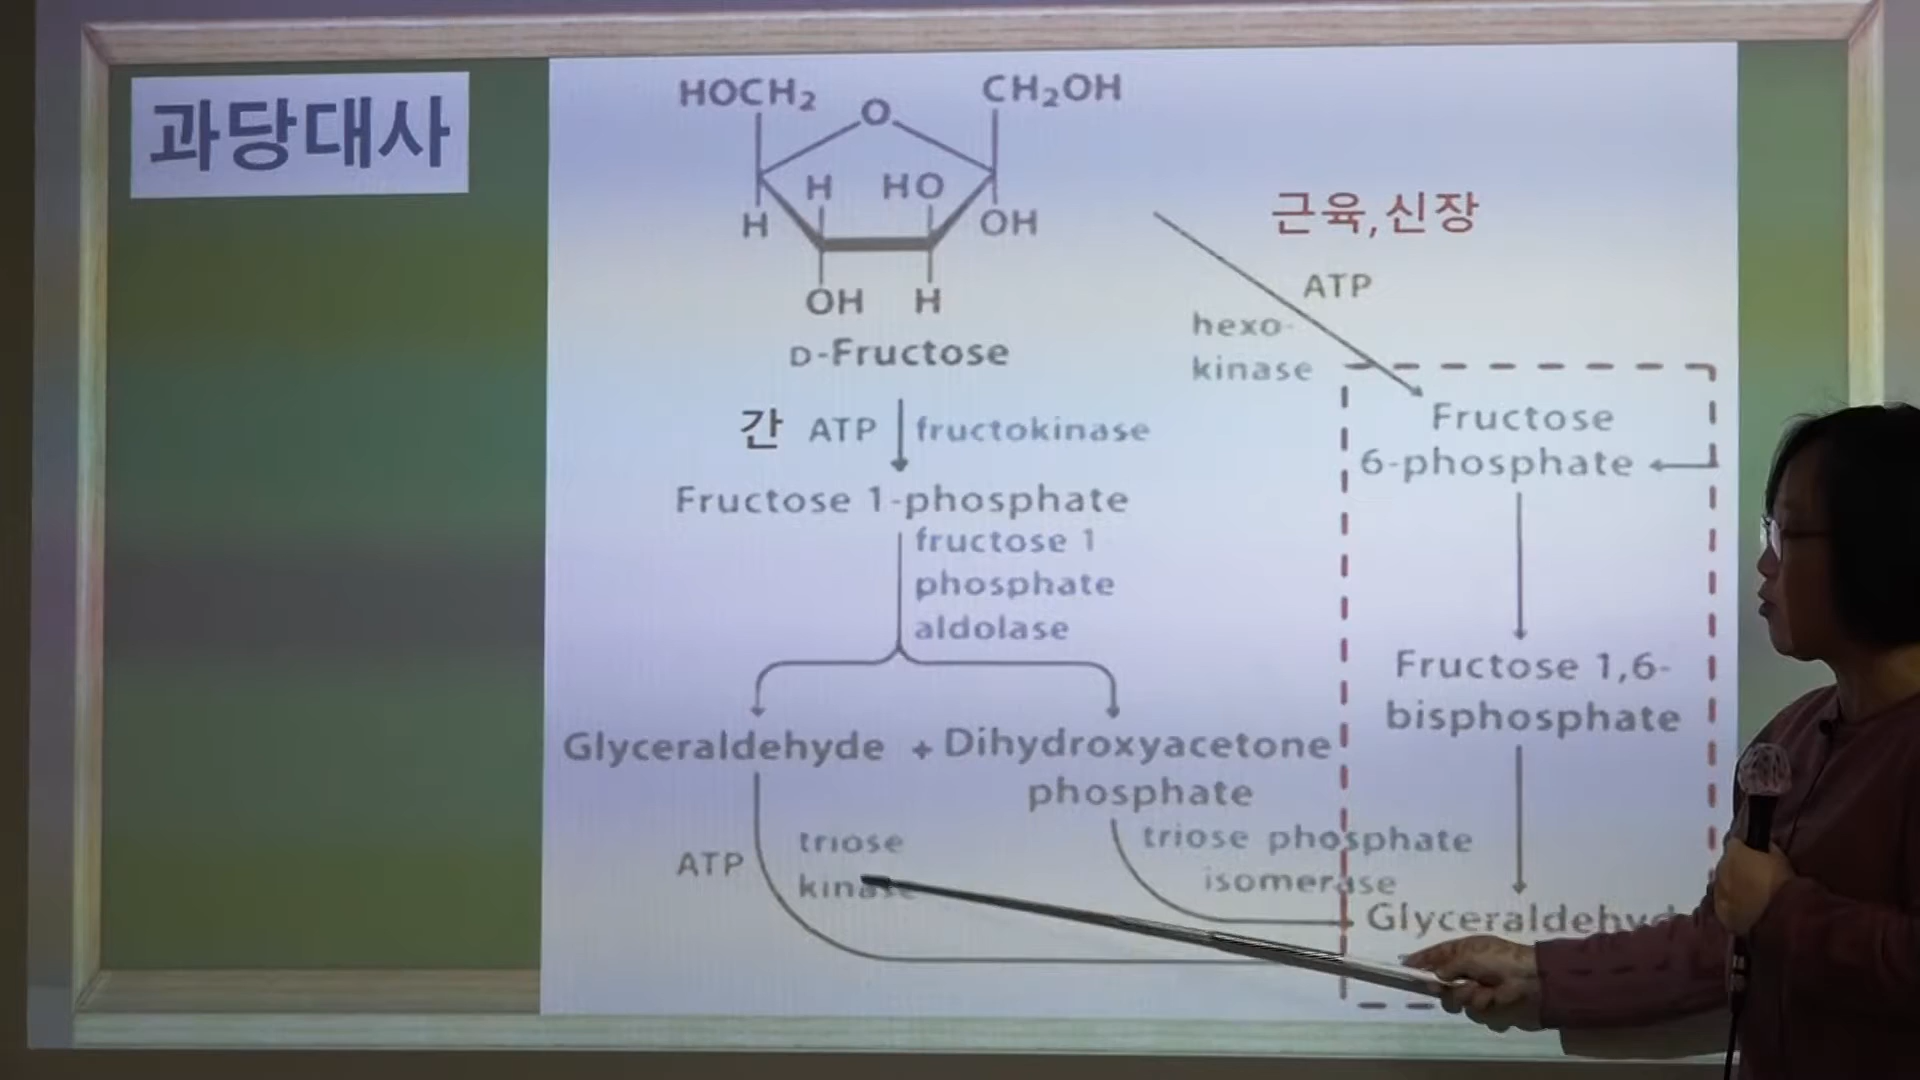 과당대사
HOCH₂
O
CH₂OH
H
HO
H
OH
OH
H
D-Fructose
근육,신장
ATP
hexo-
kinase
간 ATP
fructokinase
Fructose 1-phosphate
fructose 1
phosphate
aldolase
Glyceraldehyde + Dihydroxyacetone
phosphate
ATP
triose
kinase
triose phosphate
isomerase
Fructose
6-phosphate
Fructose 1,6-
bisphosphate